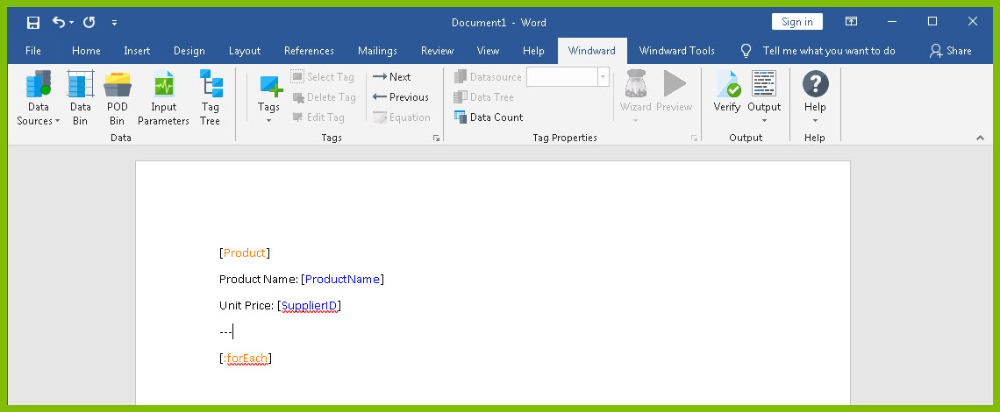 Document1 - Word
Sign in
File Home Insert Design Layout References Mailings Review View Help Windward Windward Tools Tell me what you want to do Share
Data Sources
Data Bin
POD Bin
Input Parameters
Tag Tree
Data
Tags
Select Tag
Delete Tag
Edit Tag
Next
Previous
Equation
Tags
Datasource
Data Tree
Data Count
Wizard
Preview
Tag Properties
Verify
Output
Output
Help
Help
[Product]
Product Name: [ProductName]
Unit Price: [SupplierID]
---
[:forEach]